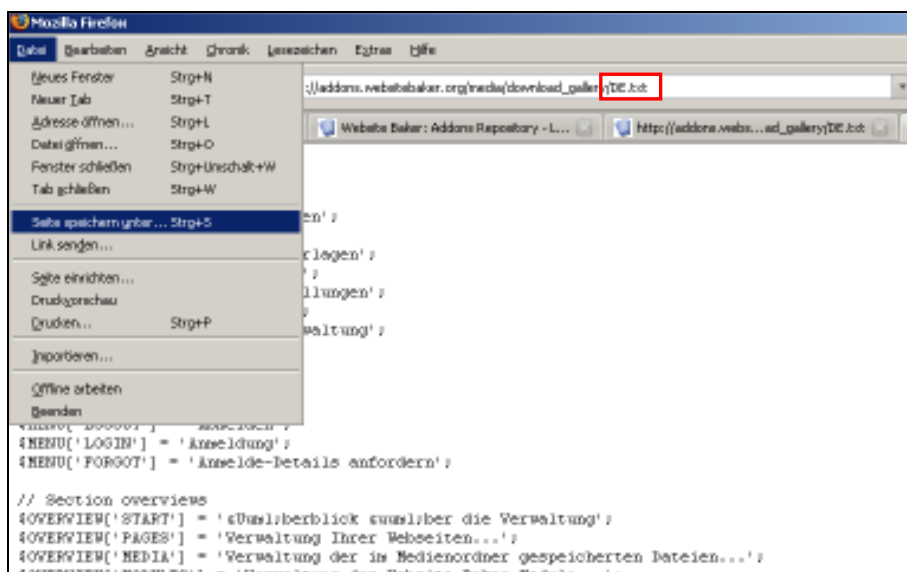 Mozilla Firefox
Datei Bearbeiten Ansicht Chronik Lesezeichen Extras Hilfe
Neues Fenster Strg+N
Neuer Tab Strg+T
://addons.websitebaker.org/media/download_gallery/DE.txt
Adresse öffnen... Strg+L
Website Baker: Addons Repository - L... http://addons.webs...ad_gallery/DE.txt
Datei öffnen... Strg+O
Fenster schließen Strg+Umschalt+W
Tab schließen Strg+W
Seite speichern unter... Strg+S
en';
Link senden...
rlagen';
Seite einrichten...
';
llungen';
Druckvorschau
;
Drucken... Strg+P
waltung';
Importieren...
Offline arbeiten
Beenden
$MENU['LOGIN'] = 'Anmeldung';
$MENU['FORGOT'] = 'Anmelde-Details anfordern';
// Section overviews
$OVERVIEW['START'] = '&Uuml;berblick &uuml;ber die Verwaltung';
$OVERVIEW['PAGES'] = 'Verwaltung Ihrer Webseiten...';
$OVERVIEW['MEDIA'] = 'Verwaltung der im Medienordner gespeicherten Dateien...';